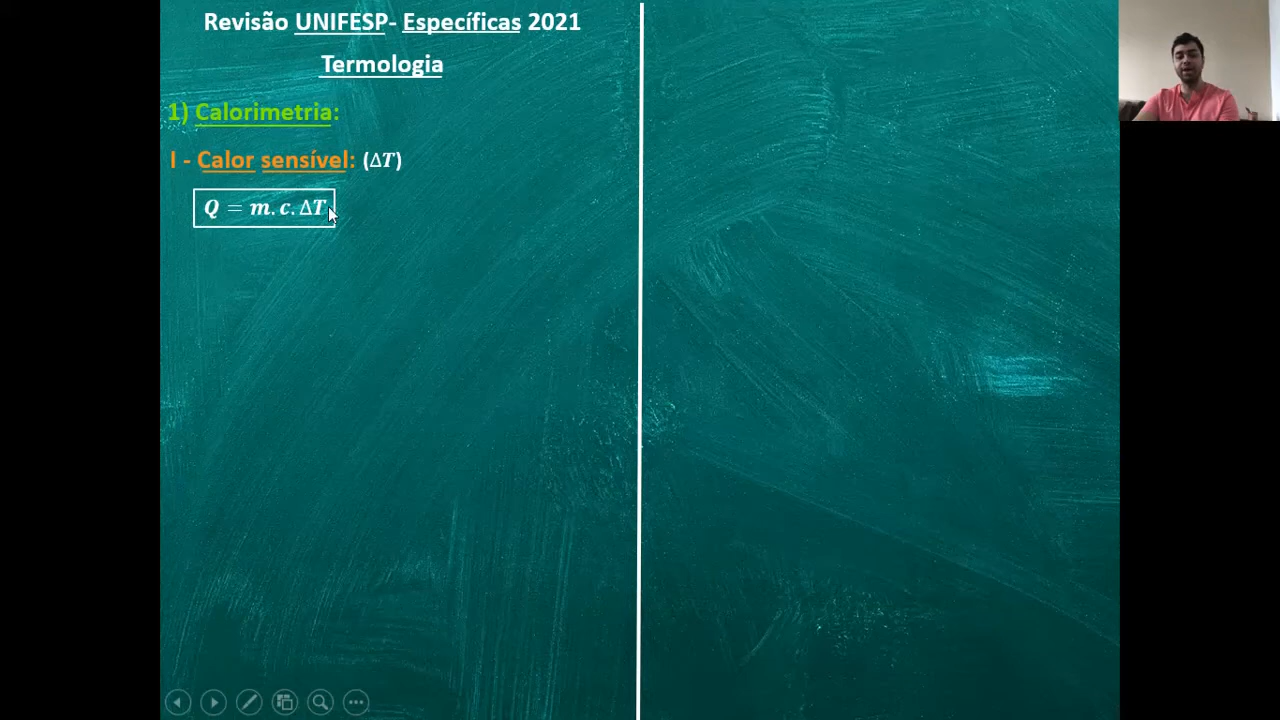 Revisão UNIFESP- Específicas 2021
Termologia
1) Calorimetria:
I - Calor sensível: (ΔT)
Q = m. c. ΔT